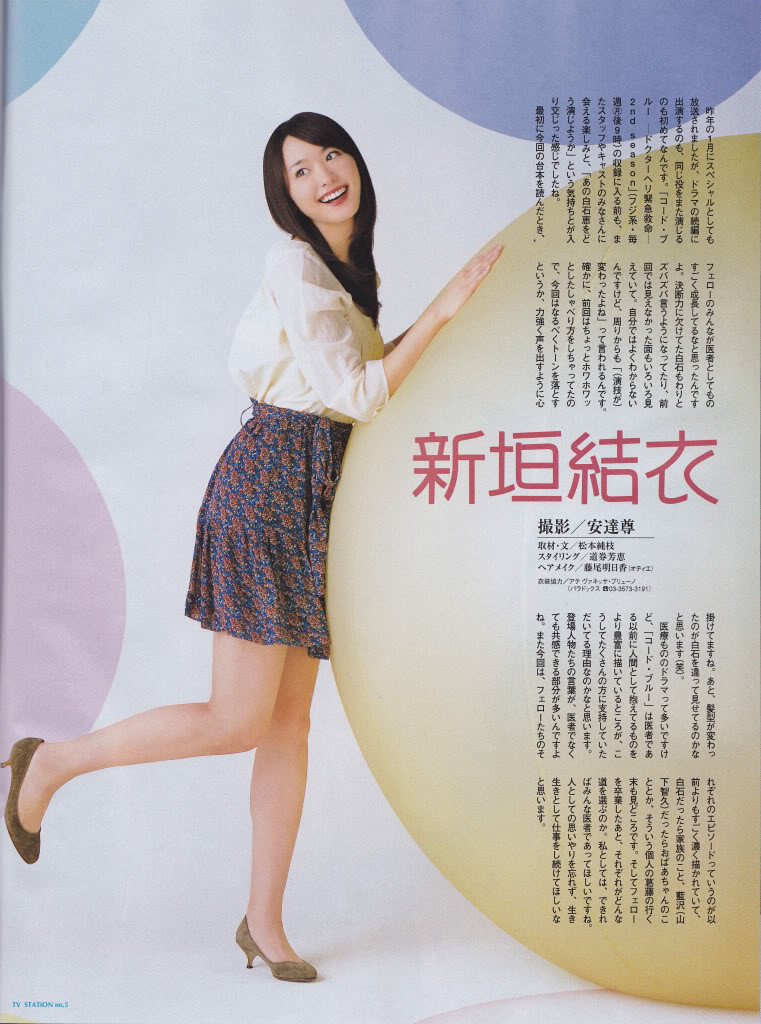 昨年の1月にスペシャルとしても
放送されましたが、ドラマの続編に
出演するのも、同じ役をまた演じる
のも初めてなんです。「コード・ブ
ルー ―ドクターヘリ緊急救命―
2nd season」(フジ系・毎
週(月)後9時)の収録に入る前も、ま
たスタッフやキャストのみなさんに
会える楽しみと、「あの白石恵をど
う演じようか」という気持ちとが入
り交じった感じでしたね。
最初に今回の台本を読んだとき、
フェローのみんなが医者としてもの
すごく成長してるなと思ったんです
よ。決断力に欠けてた白石もわりと
ズバズバ言うようになってたり、前
回では見えなかった面もいろいろ見
えていて。自分ではよくわからない
んですけど、周りからも「(演技が)
変わったよね」って言われるんです。
確かに、前回はちょっとホワホワッ
としたしゃべり方をしちゃってたの
で、今回はなるべくトーンを落とす
というか、力強く声を出すように心
新垣結衣
撮影／安達尊
取材・文／松本純枝
スタイリング／道券芳恵
ヘアメイク／藤尾明日香(オティエ)
衣装協力／アテ ヴァネッサ・ブリューノ
(パラドックス ☎03-3573-3191)
掛けてますね。あと、髪型が変わっ
たのが白石を違って見せてるのかな
と思います(笑)。
医療もののドラマって多いですけ
ど、「コード・ブルー」は医者であ
る以前に人間として抱えてるものを
より豊富に描いているところが、こ
うしてたくさんの方に支持していた
だいてる理由なのかなと思います。
登場人物たちの言葉が、医者でなく
ても共感できる部分が多いんですよ
ね。また今回は、フェローたちのそ
れぞれのエピソードっていうのが以
前よりもすごく濃く描かれていて、
白石だったら家族のこと、藍沢(山
下智久)だったらおばあちゃんのこ
ととか、そういう個人の葛藤の行く
末も見どころです。そしてフェロー
を卒業したあと、それぞれがどんな
道を選ぶのか。私としては、できれ
ばみんな医者であってほしいですね。
人としての思いやりを忘れず、生き
生きとして仕事をし続けてほしいな
と思います。
TV STATION no.5